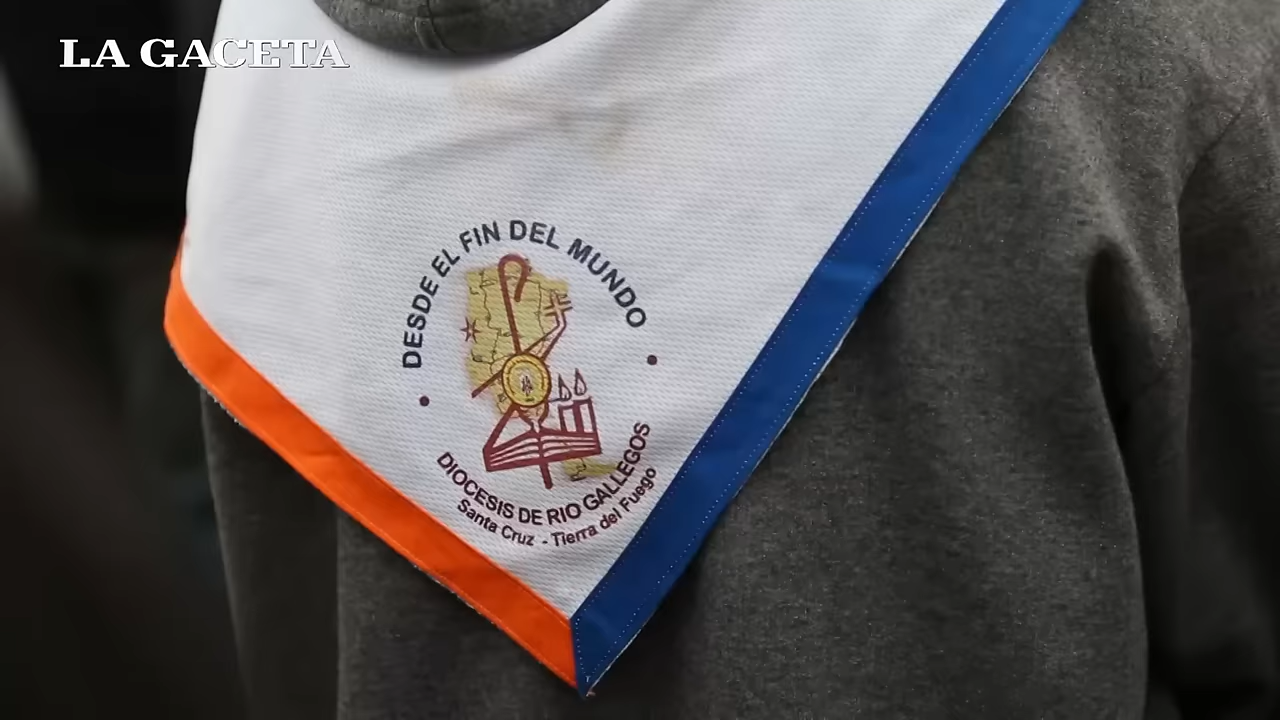 LA GACETA
DESDE EL FIN DEL MUNDO
DIOCESIS DE RIO GALLEGOS
Santa Cruz - Tierra del Fuego